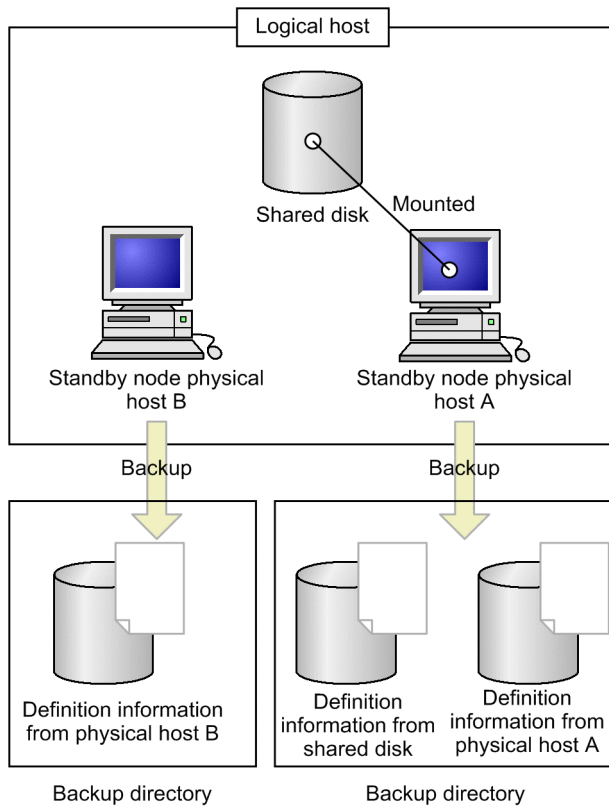 Logical host
Shared disk
Mounted
Standby node physical
host B
Standby node physical
host A
Backup
Backup
Definition information
from physical host B
Definition
information from
shared disk
Definition
information from
physical host A
Backup directory
Backup directory